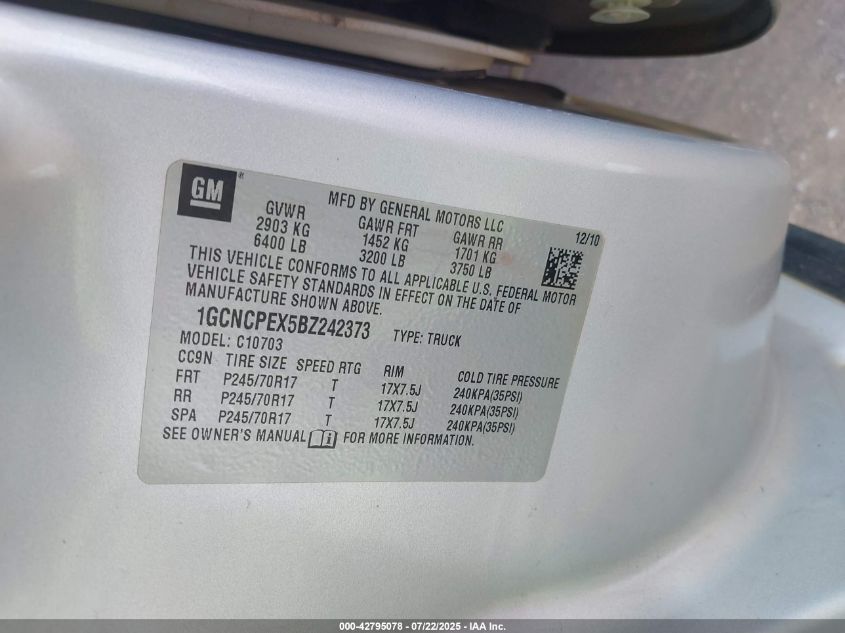 GM
MFD BY GENERAL MOTORS LLC
GVWR GAWR FRT GAWR RR 12/10
2903 KG 1452 KG 1701 KG
6400 LB 3200 LB 3750 LB
THIS VEHICLE CONFORMS TO ALL APPLICABLE U.S. FEDERAL MOTOR
VEHICLE SAFETY STANDARDS IN EFFECT ON THE DATE OF
MANUFACTURE SHOWN ABOVE.
1GCNCPEX5BZ242373 TYPE: TRUCK
MODEL: C10703
CC9N TIRE SIZE SPEED RTG RIM COLD TIRE PRESSURE
FRT P245/70R17 T 17X7.5J 240KPA(35PSI)
RR P245/70R17 T 17X7.5J 240KPA(35PSI)
SPA P245/70R17 T 17X7.5J 240KPA(35PSI)
SEE OWNER'S MANUAL FOR MORE INFORMATION.
000-42795078 - 07/22/2025 - IAA Inc.